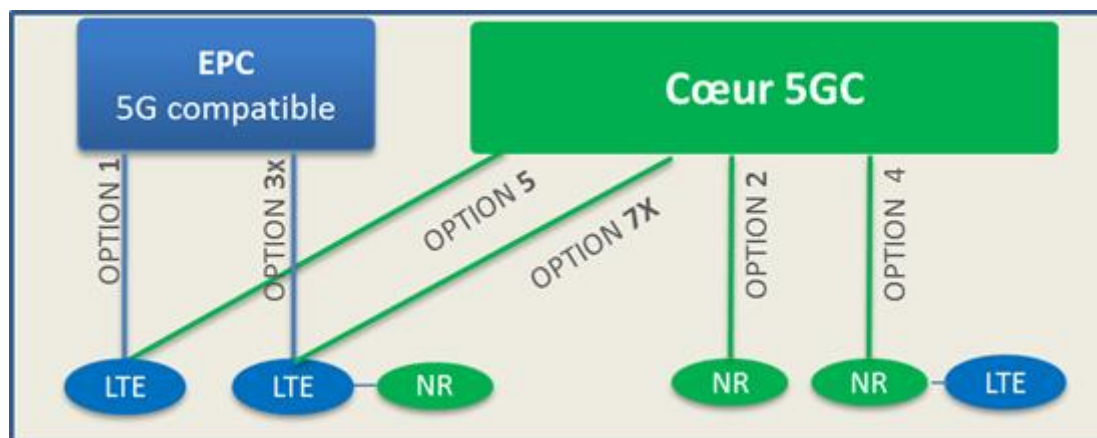 EPC
5G compatible
Cœur 5GC
OPTION 1
OPTION 3x
OPTION 5
OPTION 7X
OPTION 2
OPTION 4
LTE
LTE
NR
NR
NR
LTE